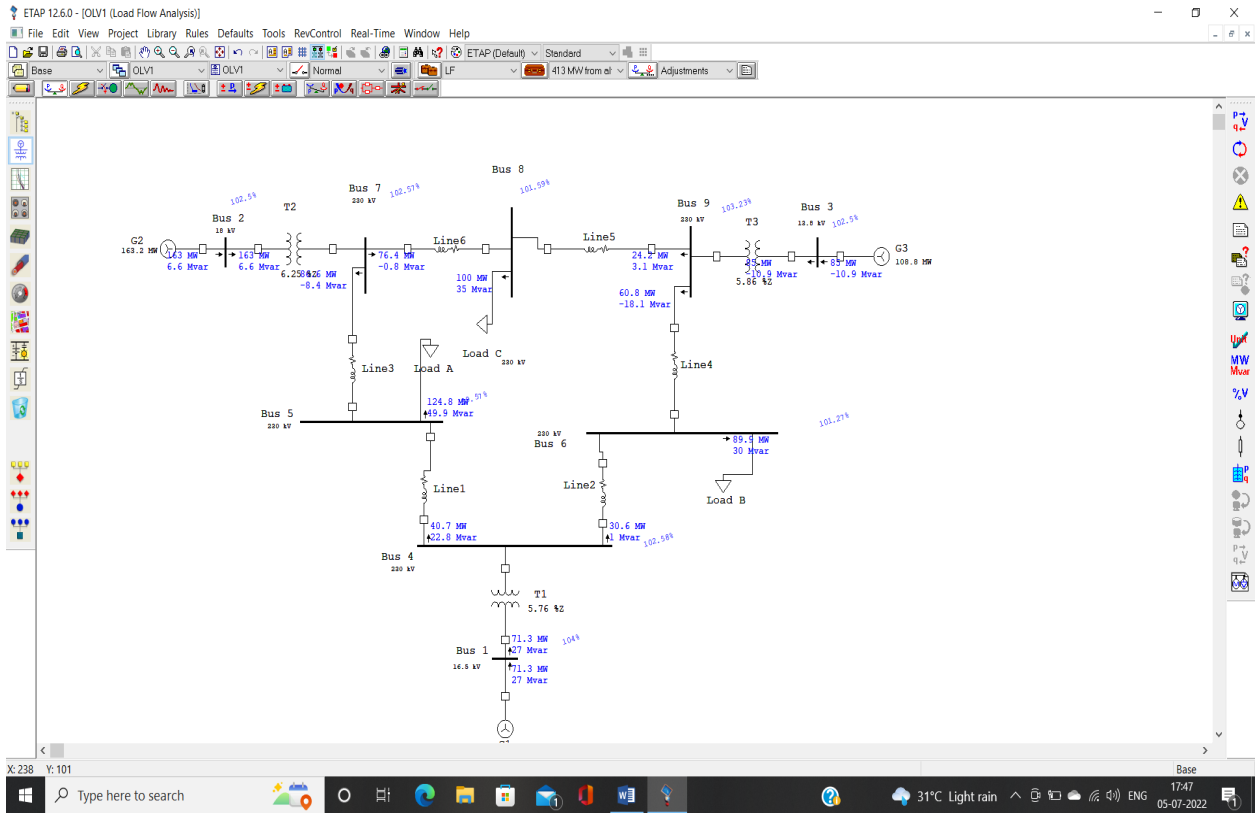 ETAP 12.6.0 - [OLV1 (Load Flow Analysis)]
File Edit View Project Library Rules Defaults Tools RevControl Real-Time Window Help
ETAP (Default) Standard
Base OLV1 OLV1 Normal LF 413 MW from al Adjustments
Bus 8
101.59%
Bus 7
230 kV
102.57%
102.5%
T2
Bus 2
18 kV
Bus 9
230 kV
103.23%
Bus 3
13.8 kV
102.5%
T3
G2
163.2 MW
163 MW
6.6 Mvar
163 MW
6.6 Mvar
Line6
76.4 MW
-0.8 Mvar
Line5
24.2 MW
3.1 Mvar
G3
108.8 MW
85 MW
-10.9 Mvar
85 MW
-10.9 Mvar
5.86 %Z
-8.4 Mvar
100 MW
35 Mvar
60.8 MW
-18.1 Mvar
Load C
230 kV
Line3
Load A
Line4
124.8 MW
49.9 Mvar
Bus 5
230 kV
101.27%
230 kV
Bus 6
89.9 MW
30 Mvar
Line1
Line2
Load B
40.7 MW
22.8 Mvar
30.6 MW
1 Mvar
102.58%
Bus 4
230 kV
T1
5.76 %Z
71.3 MW
27 Mvar
104%
Bus 1
16.5 kV
71.3 MW
27 Mvar
P V
q
Unit
MW
Mvar
%V
P
q
P V
q
X: 238 Y: 101
Base
Type here to search
31°C Light rain
ENG
17:47
05-07-2022